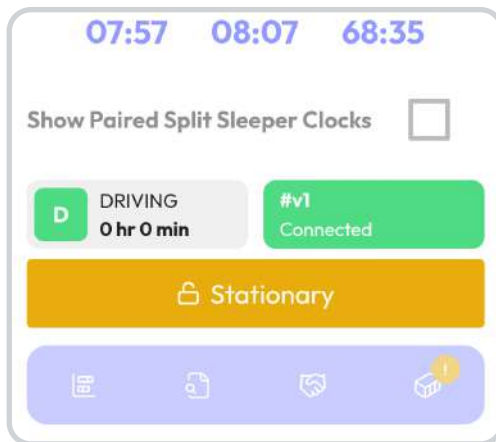 07:57 08:07 68:35
Show Paired Split Sleeper Clocks
D
DRIVING
0 hr 0 min
#v1
Connected
Stationary
!